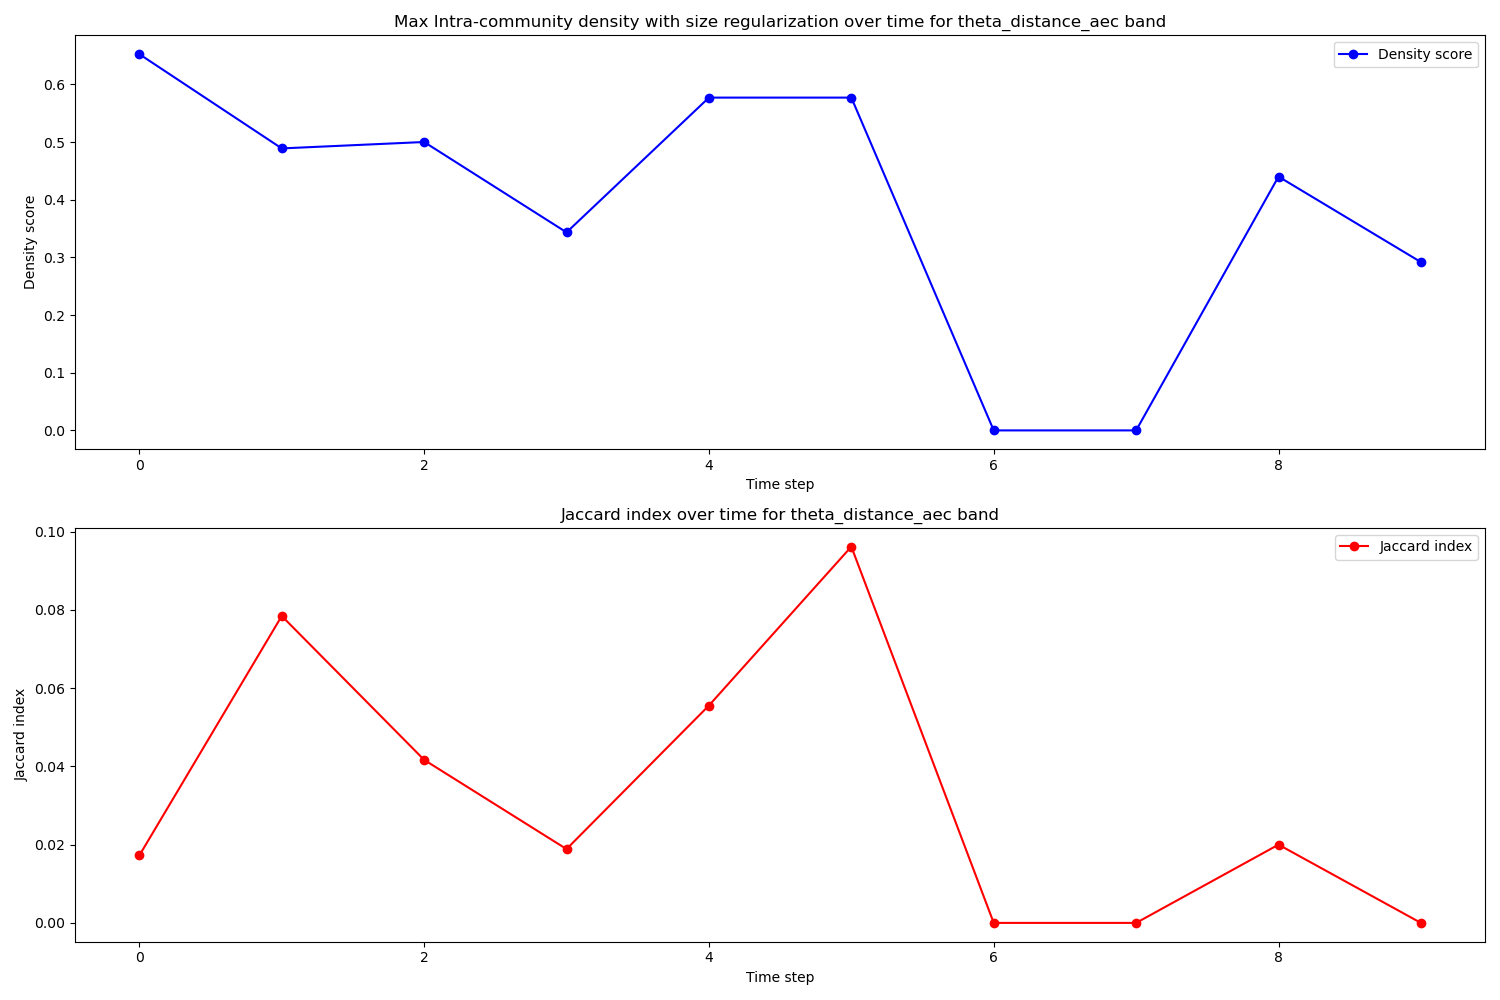 Max Intra-community density with size regularization over time for theta_distance_aec band
Density score
Density score
0.6
0.5
0.4
0.3
0.2
0.1
0.0
0 2 4 6 8
Time step
Jaccard index over time for theta_distance_aec band
Jaccard index
Jaccard index
0.10
0.08
0.06
0.04
0.02
0.00
0 2 4 6 8
Time step